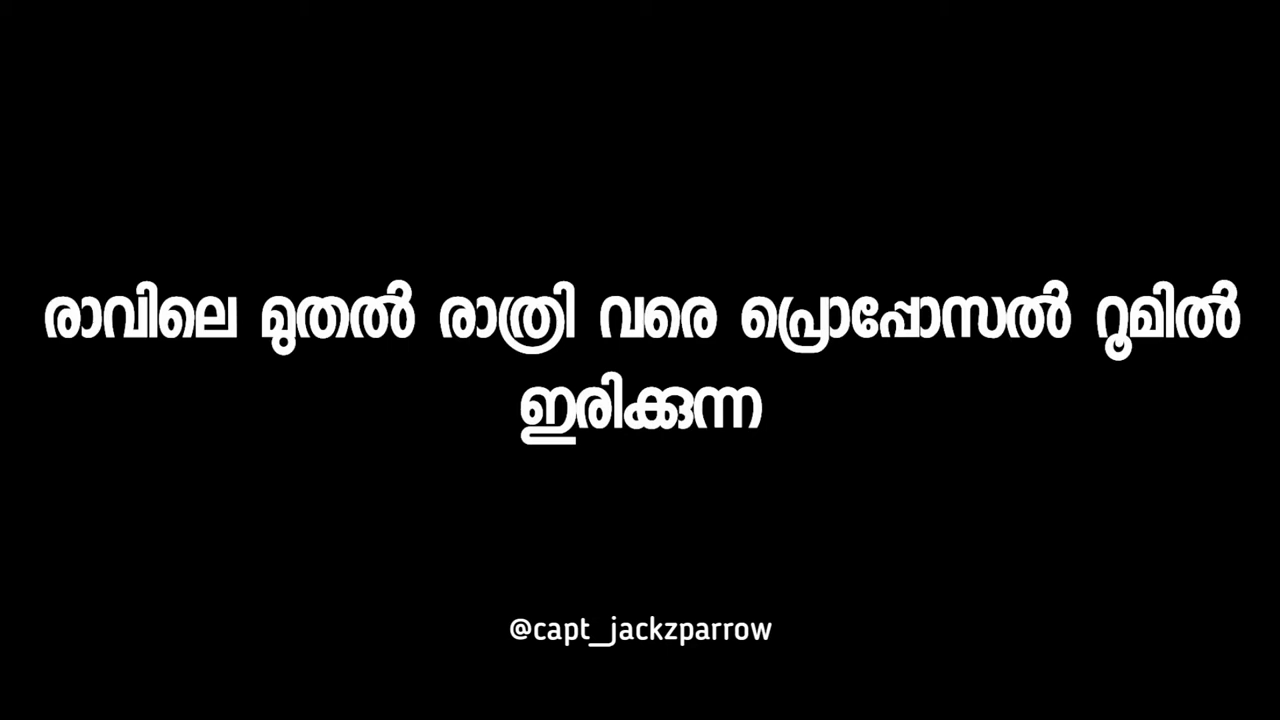 രാവിലെ മുതൽ രാത്രി വരെ പ്രൊപ്പോസൽ റൂമിൽ
ഇരിക്കുന്ന
@capt_jackzparrow